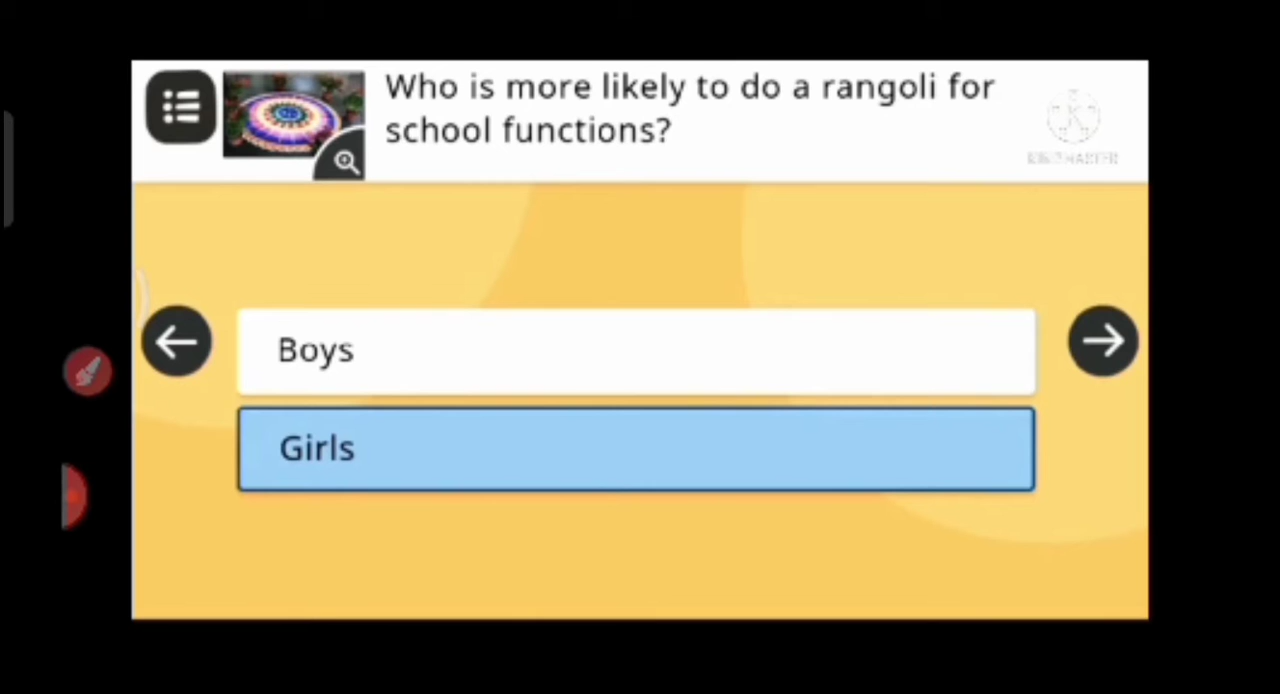 Who is more likely to do a rangoli for
school functions?
Boys
Girls